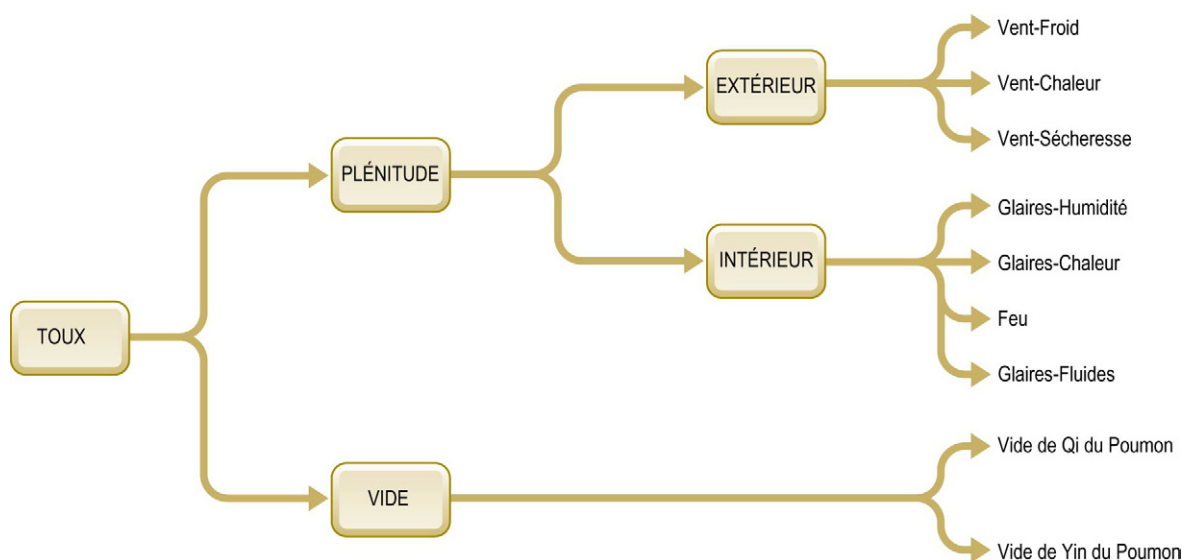 TOUX
PLÉNITUDE
EXTÉRIEUR
Vent-Froid
Vent-Chaleur
Vent-Sécheresse
INTÉRIEUR
Glaires-Humidité
Glaires-Chaleur
Feu
Glaires-Fluides
VIDE
Vide de Qi du Poumon
Vide de Yin du Poumon